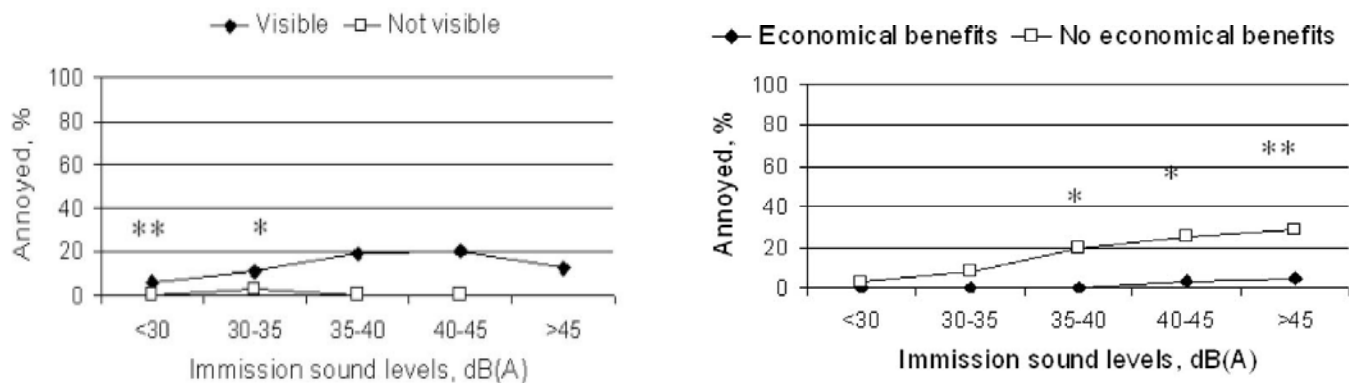 Visible Not visible
Annoyed, %
100
80
60
40
20
0
** *
<30 30-35 35-40 40-45 >45
Immission sound levels, dB(A)
Economical benefits No economical benefits
Annoyed, %
100
80
60
40
20
0
* * **
<30 30-35 35-40 40-45 >45
Immission sound levels, dB(A)